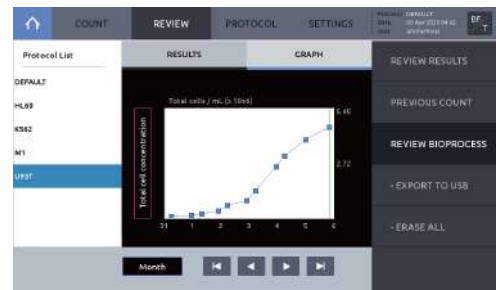 COUNT
REVIEW
PROTOCOL
SETTINGS
DEFAULT
BF
T
Protocol List
DEFAULT
HL60
K562
M1
U937
RESULTS
GRAPH
Total cells / mL (x 10e6)
Total cell concentration
5.45
2.72
31 1 2 3 4 5 6
Month
REVIEW RESULTS
PREVIOUS COUNT
REVIEW BIOPROCESS
- EXPORT TO USB
- ERASE ALL